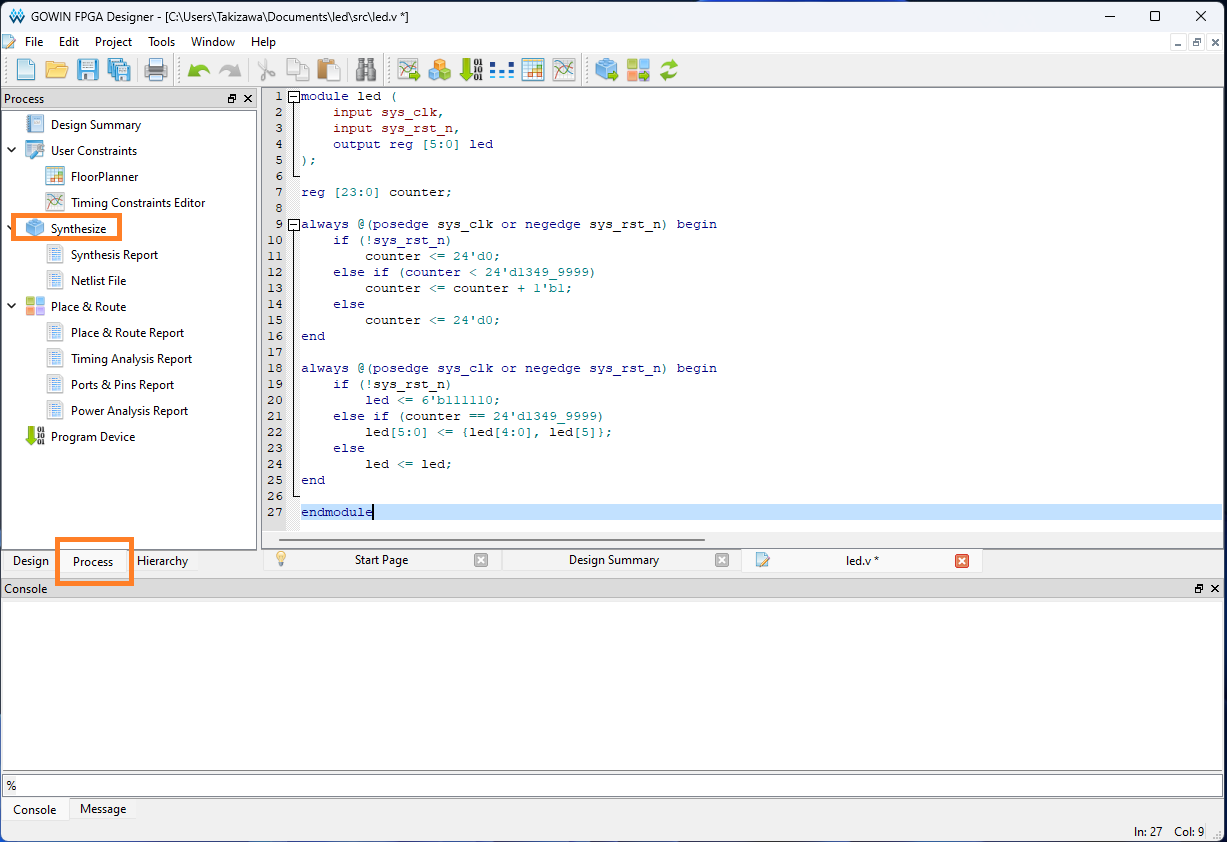 GOWIN FPGA Designer - [C:\Users\Takizawa\Documents\led\src\led.v *]
File Edit Project Tools Window Help
Process
Design Summary
User Constraints
FloorPlanner
Timing Constraints Editor
Synthesize
Synthesis Report
Netlist File
Place & Route
Place & Route Report
Timing Analysis Report
Ports & Pins Report
Power Analysis Report
Program Device
Design Process Hierarchy
1 module led (
2 input sys_clk,
3 input sys_rst_n,
4 output reg [5:0] led
5 );
6
7 reg [23:0] counter;
8
9 always @(posedge sys_clk or negedge sys_rst_n) begin
10 if (!sys_rst_n)
11 counter <= 24'd0;
12 else if (counter < 24'd1349_9999)
13 counter <= counter + 1'b1;
14 else
15 counter <= 24'd0;
16 end
17
18 always @(posedge sys_clk or negedge sys_rst_n) begin
19 if (!sys_rst_n)
20 led <= 6'b111110;
21 else if (counter == 24'd1349_9999)
22 led[5:0] <= {led[4:0], led[5]};
23 else
24 led <= led;
25 end
26
27 endmodule
Start Page Design Summary led.v *
Console
%
Console Message
In: 27 Col: 9